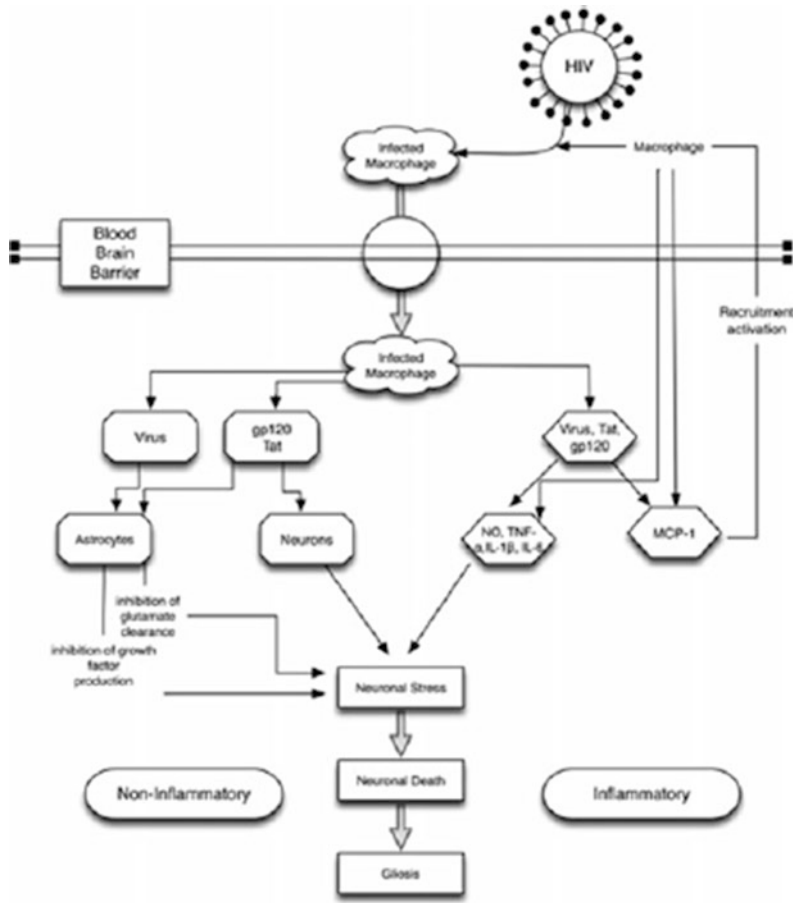 HIV
Infected
Macrophage
Macrophage
Blood
Brain
Barrier
Recruitment
activation
Infected
Macrophage
Virus
gp120
Tat
Virus, Tat,
gp120
Astrocytes
Neurons
NO, TNF-
α,IL-1β, IL-6
MCP-1
inhibition of
glutamate
clearance
inhibition of growth
factor
production
Neuronal Stress
Neuronal Death
Non-Inflammatory
Inflammatory
Gliosis